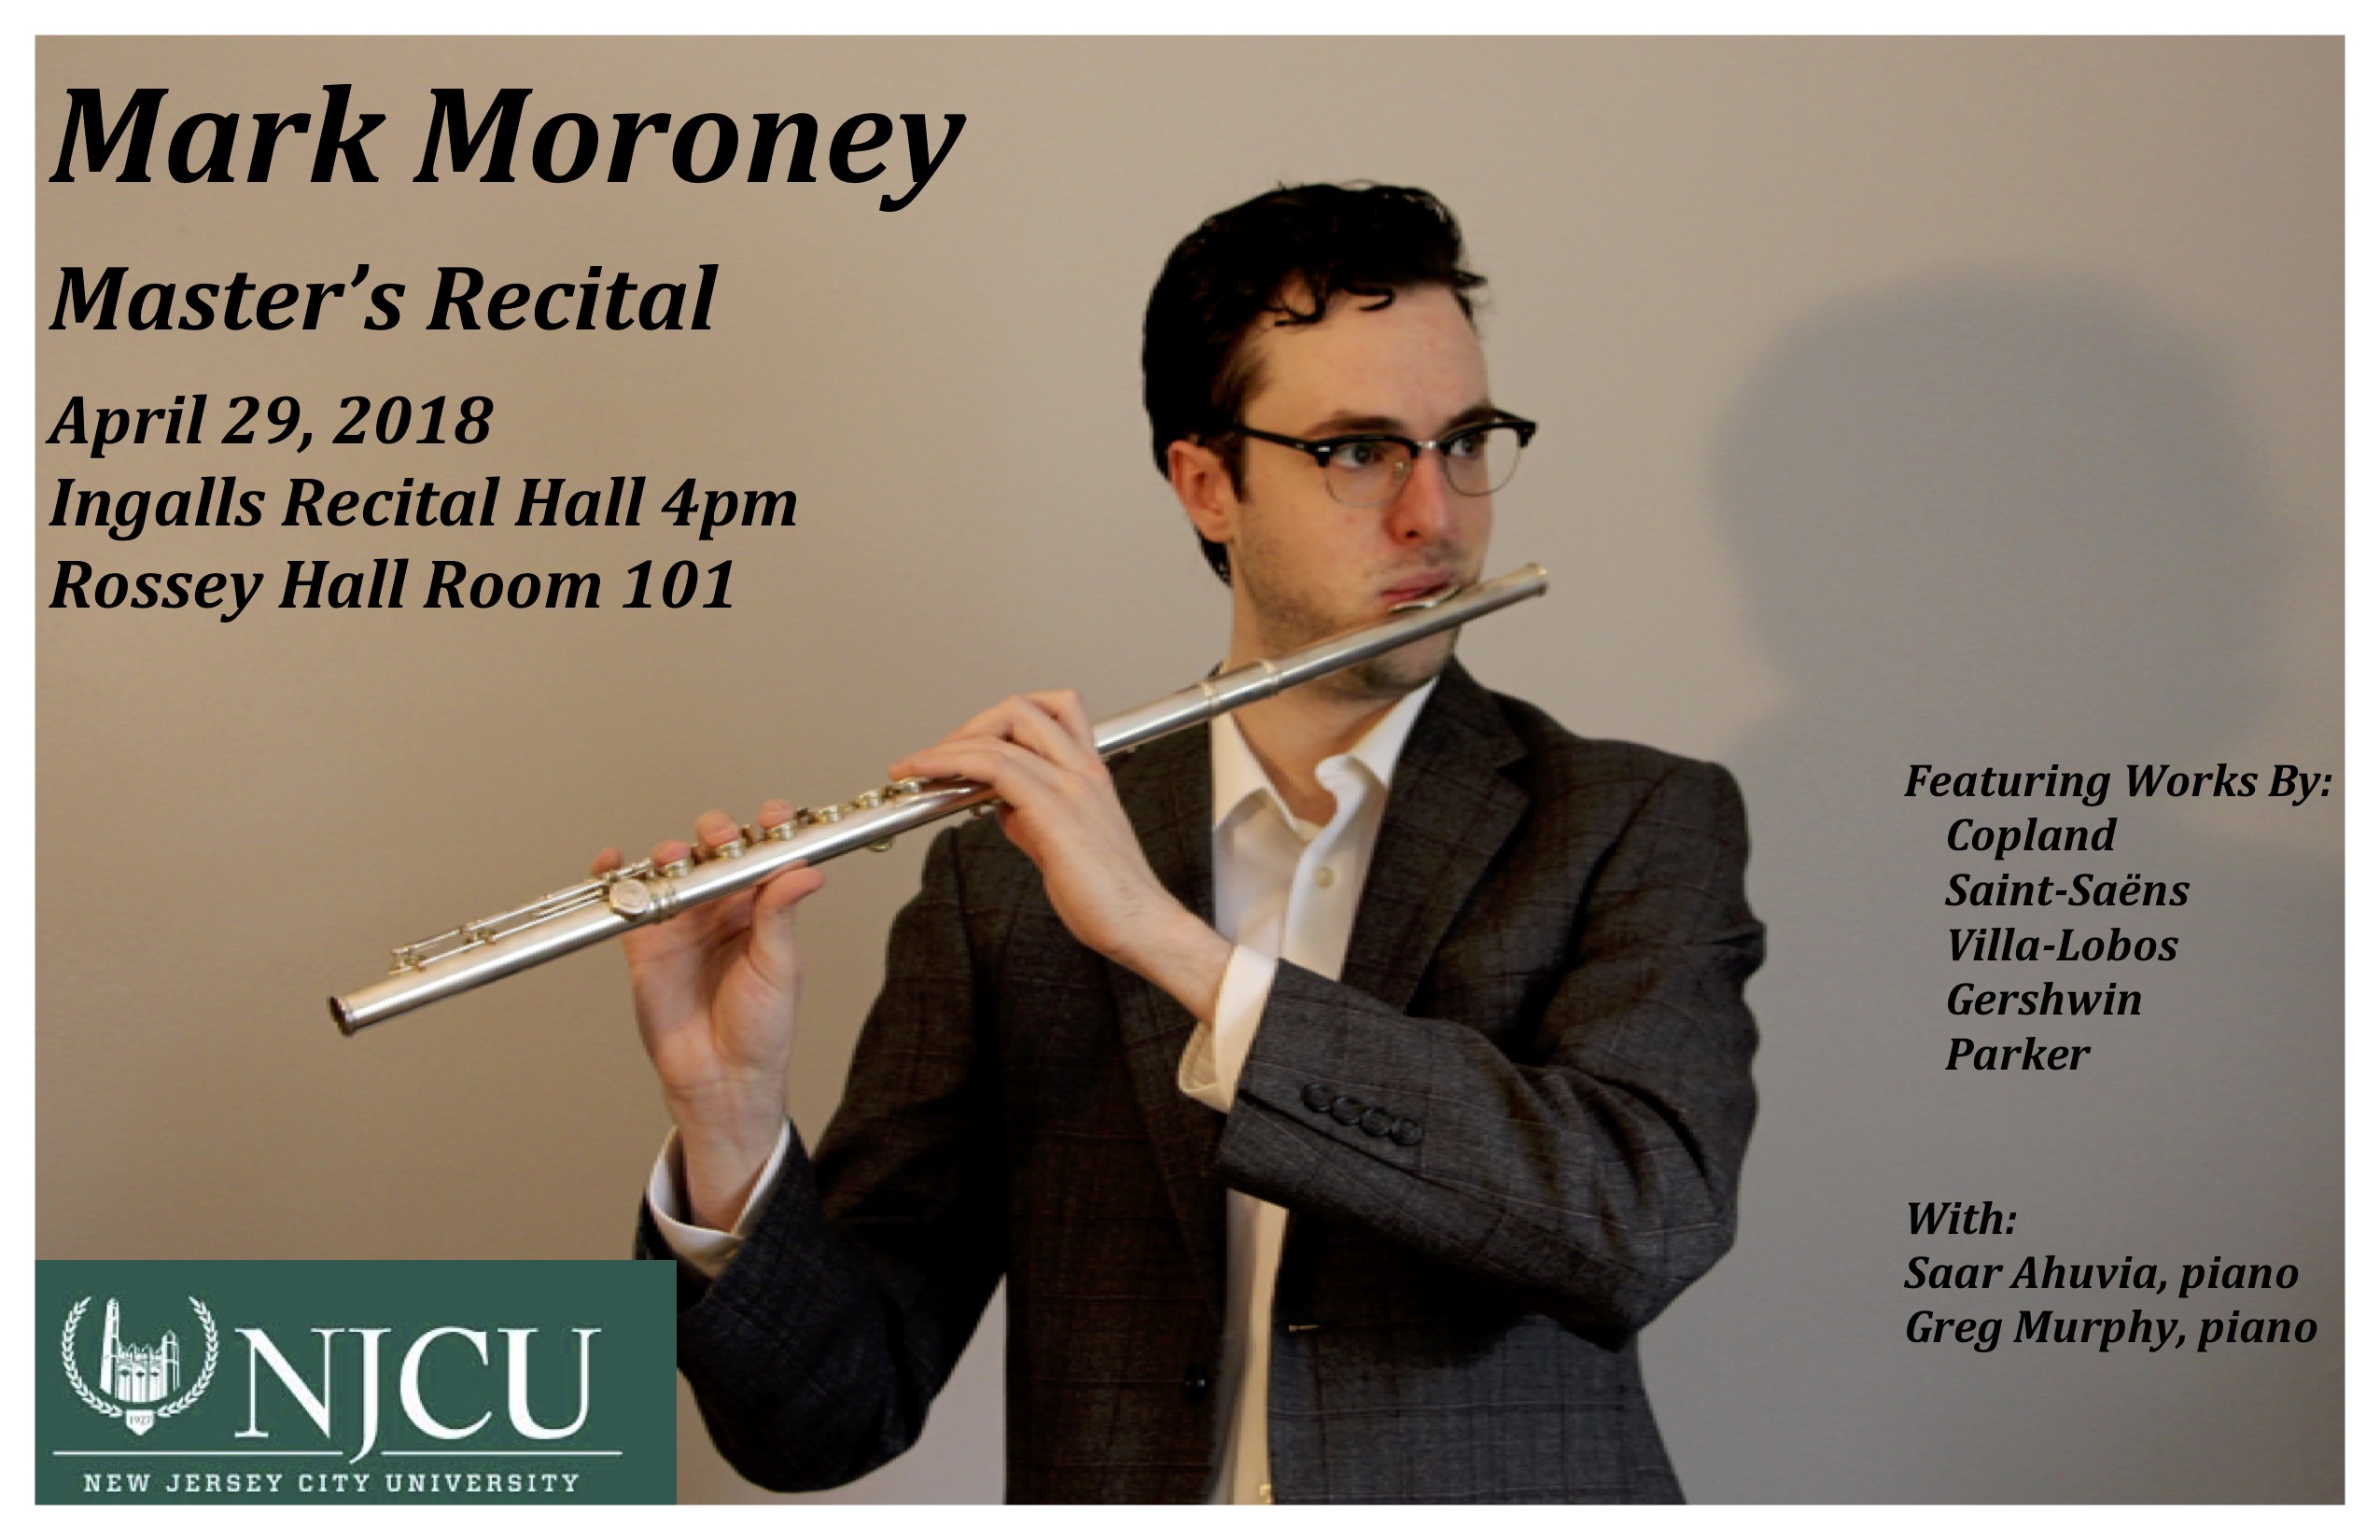 Mark Moroney
Master’s Recital
April 29, 2018
Ingalls Recital Hall 4pm
Rossey Hall Room 101
Featuring Works By:
Copland
Saint-Saëns
Villa-Lobos
Gershwin
Parker
With:
Saar Ahuvia, piano
Greg Murphy, piano
1927
NJCU
NEW JERSEY CITY UNIVERSITY